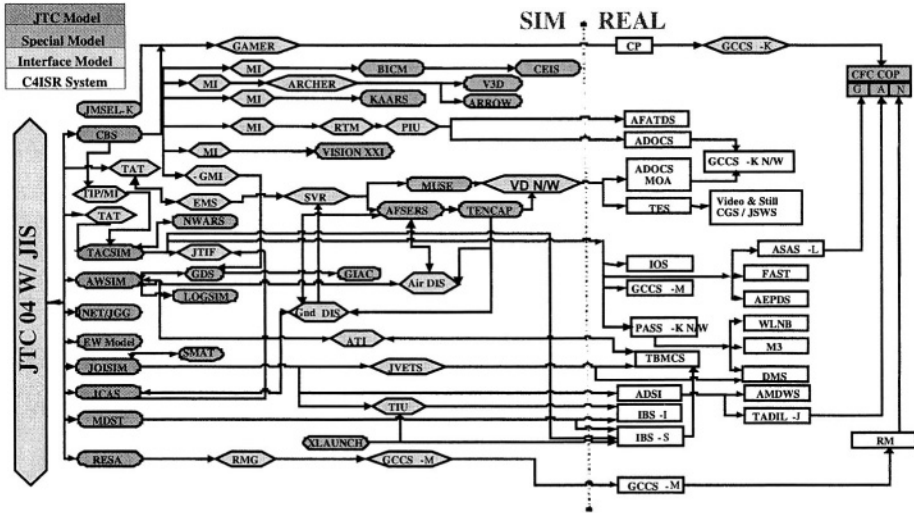 JTC Model
Special Model
Interface Model
C4ISR System
SIM REAL
JTC 04 W/ JIS
GAMER
CP
GCCS -K
MI
BICM
CEIS
CFC COP
G A N
MI
ARCHER
V3D
JMSEL-K
MI
KAARS
ARROW
CBS
MI
RTM
PIU
AFATDS
ADOCS
GCCS -K N/W
MI
VISION XXI
TAT
-GMI
MUSE
VD N/W
ADOCS
MOA
TIP/MI
EMS
SVR
TAT
NWARS
AFSERS
TENCAP
TES
Video & Still
CGS / JSWS
TACSIM
JTIF
ASAS -L
GDS
GIAC
IOS
FAST
AWSIM
Air DIS
GCCS -M
LOGSIM
AEPDS
NET/JGG
Gnd DIS
PASS -K N/W
WLNB
EW Model
ATI
M3
SMAT
TBMCS
JOISIM
JVETS
DMS
JCAS
ADSI
AMDWS
TIU
IBS -I
TADIL -J
MDST
XLAUNCH
IBS -S
RM
RESA
RMG
GCCS -M
GCCS -M